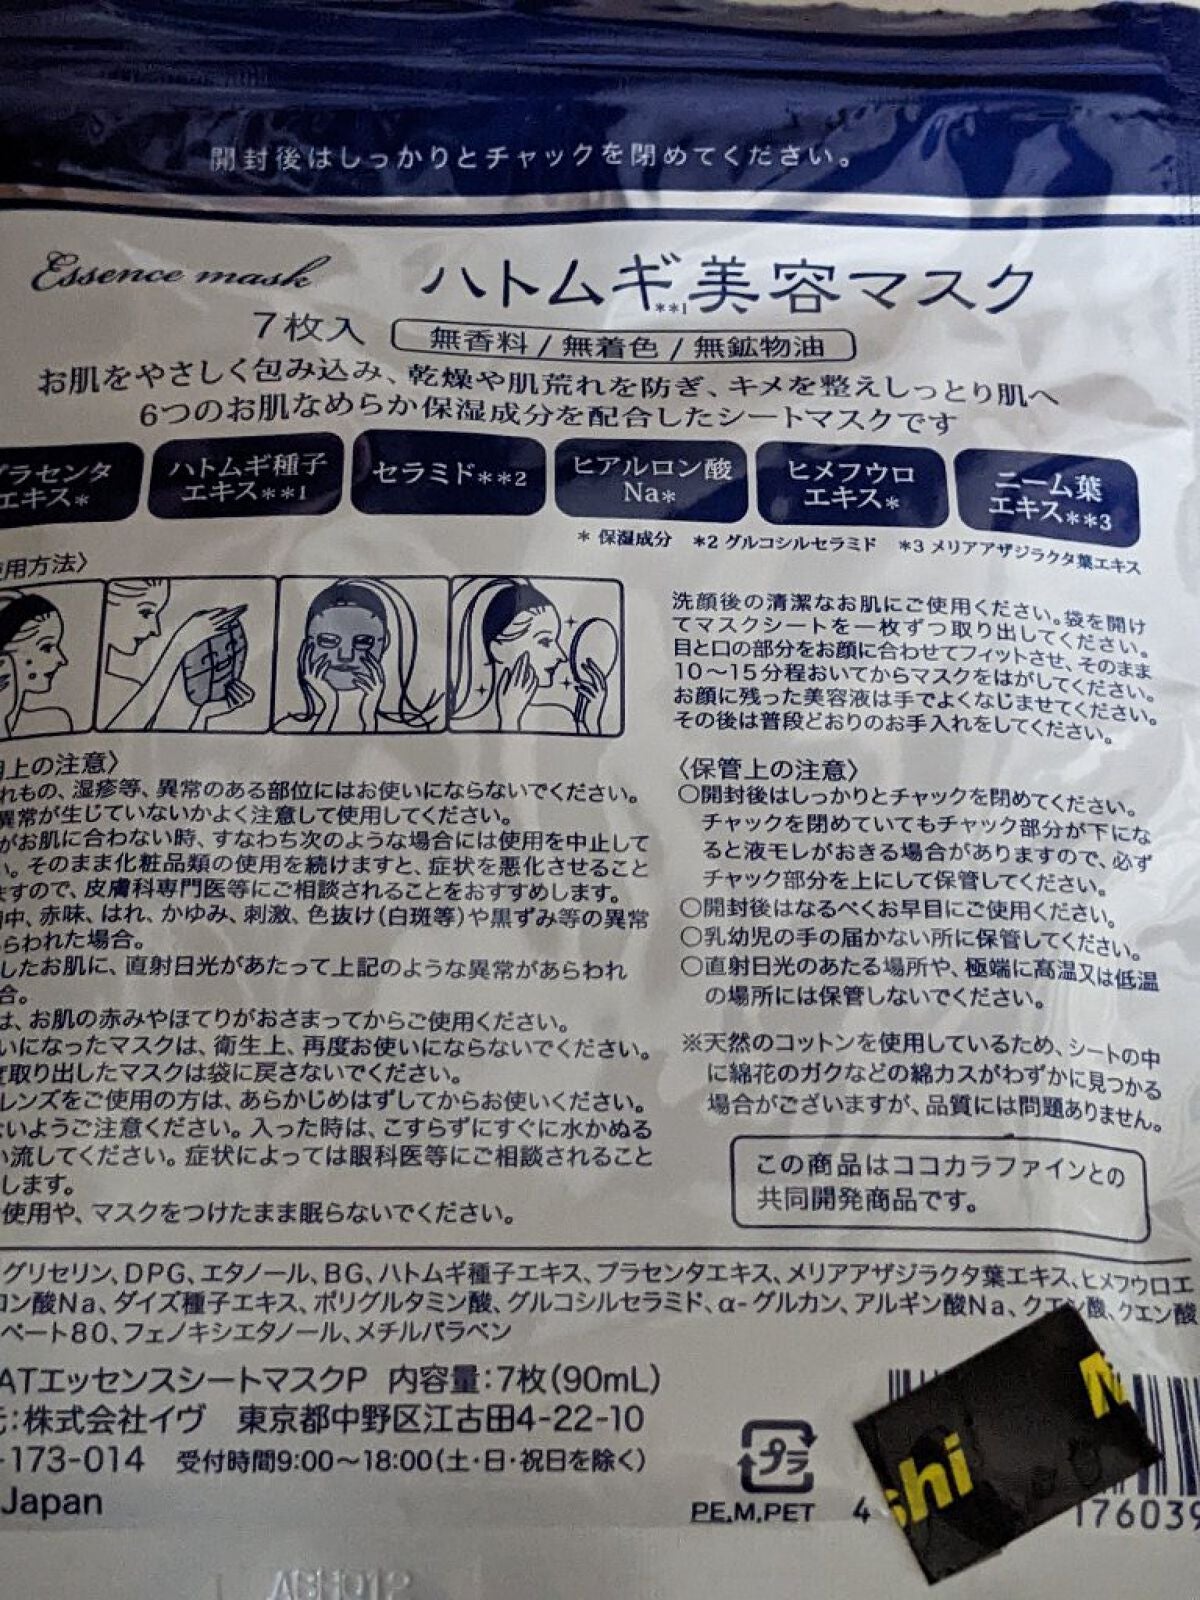 開封後はしっかりとチャックを閉めてください。
Essence mask ハトムギ**1美容マスク
7枚入 無香料/無着色/無鉱物油
お肌をやさしく包み込み、乾燥や肌荒れを防ぎ、キメを整えしっとり肌へ
6つのお肌なめらか保湿成分を配合したシートマスクです
プラセンタ
エキス*
ハトムギ種子
エキス**1
セラミド**2
ヒアルロン酸
Na*
ヒメフウロ
エキス*
ニーム葉
エキス**3
* 保湿成分 *2 グルコシルセラミド *3 メリアアザジラクタ葉エキス
使用方法〉
洗顔後の清潔なお肌にご使用ください。袋を開け
てマスクシートを一枚ずつ取り出してください。
目と口の部分をお顔に合わせてフィットさせ、そのまま
10～15分程おいてからマスクをはがしてください。
お顔に残った美容液は手でよくなじませてください。
その後は普段どおりのお手入れをしてください。
上の注意〉
れもの、湿疹等、異常のある部位にはお使いにならないでください。
異常が生じていないかよく注意して使用してください。
がお肌に合わない時、すなわち次のような場合には使用を中止して
い。そのまま化粧品類の使用を続けますと、症状を悪化させること
ますので、皮膚科専門医等にご相談されることをおすすめします。
中、赤味、はれ、かゆみ、刺激、色抜け(白斑等)や黒ずみ等の異常
らわれた場合。
したお肌に、直射日光があたって上記のような異常があらわれ
合。
は、お肌の赤みやほてりがおさまってからご使用ください。
いになったマスクは、衛生上、再度お使いにならないでください。
度取り出したマスクは袋に戻さないでください。
レンズをご使用の方は、あらかじめはずしてからお使いください。
ないようご注意ください。入った時は、こすらずにすぐに水かぬる
い流してください。症状によっては眼科医等にご相談されること
します。
使用や、マスクをつけたまま眠らないでください。
〈保管上の注意〉
○開封後はしっかりとチャックを閉めてください。
チャックを閉めていてもチャック部分が下にな
ると液モレがおきる場合がありますので、必ず
チャック部分を上にして保管してください。
○開封後はなるべくお早目にご使用ください。
○乳幼児の手の届かない所に保管してください。
○直射日光のあたる場所や、極端に高温又は低温
の場所には保管しないでください。
※天然のコットンを使用しているため、シートの中
に綿花のガクなどの綿カスがわずかに見つかる
場合がございますが、品質には問題ありません。
この商品はココカラファインとの
共同開発商品です。
グリセリン、DPG、エタノール、BG、ハトムギ種子エキス、プラセンタエキス、メリアアザジラクタ葉エキス、ヒメフウロエ
ロン酸Na、ダイズ種子エキス、ポリグルタミン酸、グルコシルセラミド、α-グルカン、アルギン酸Na、クエン酸、クエン酸
ベート80、フェノキシエタノール、メチルパラベン
ATエッセンスシートマスクP 内容量:7枚(90mL)
元:株式会社イヴ 東京都中野区江古田4-22-10
-173-014 受付時間9:00～18:00(土・日・祝日を除く)
Japan
プラ
PE.M.PET
4
176039
shi
M